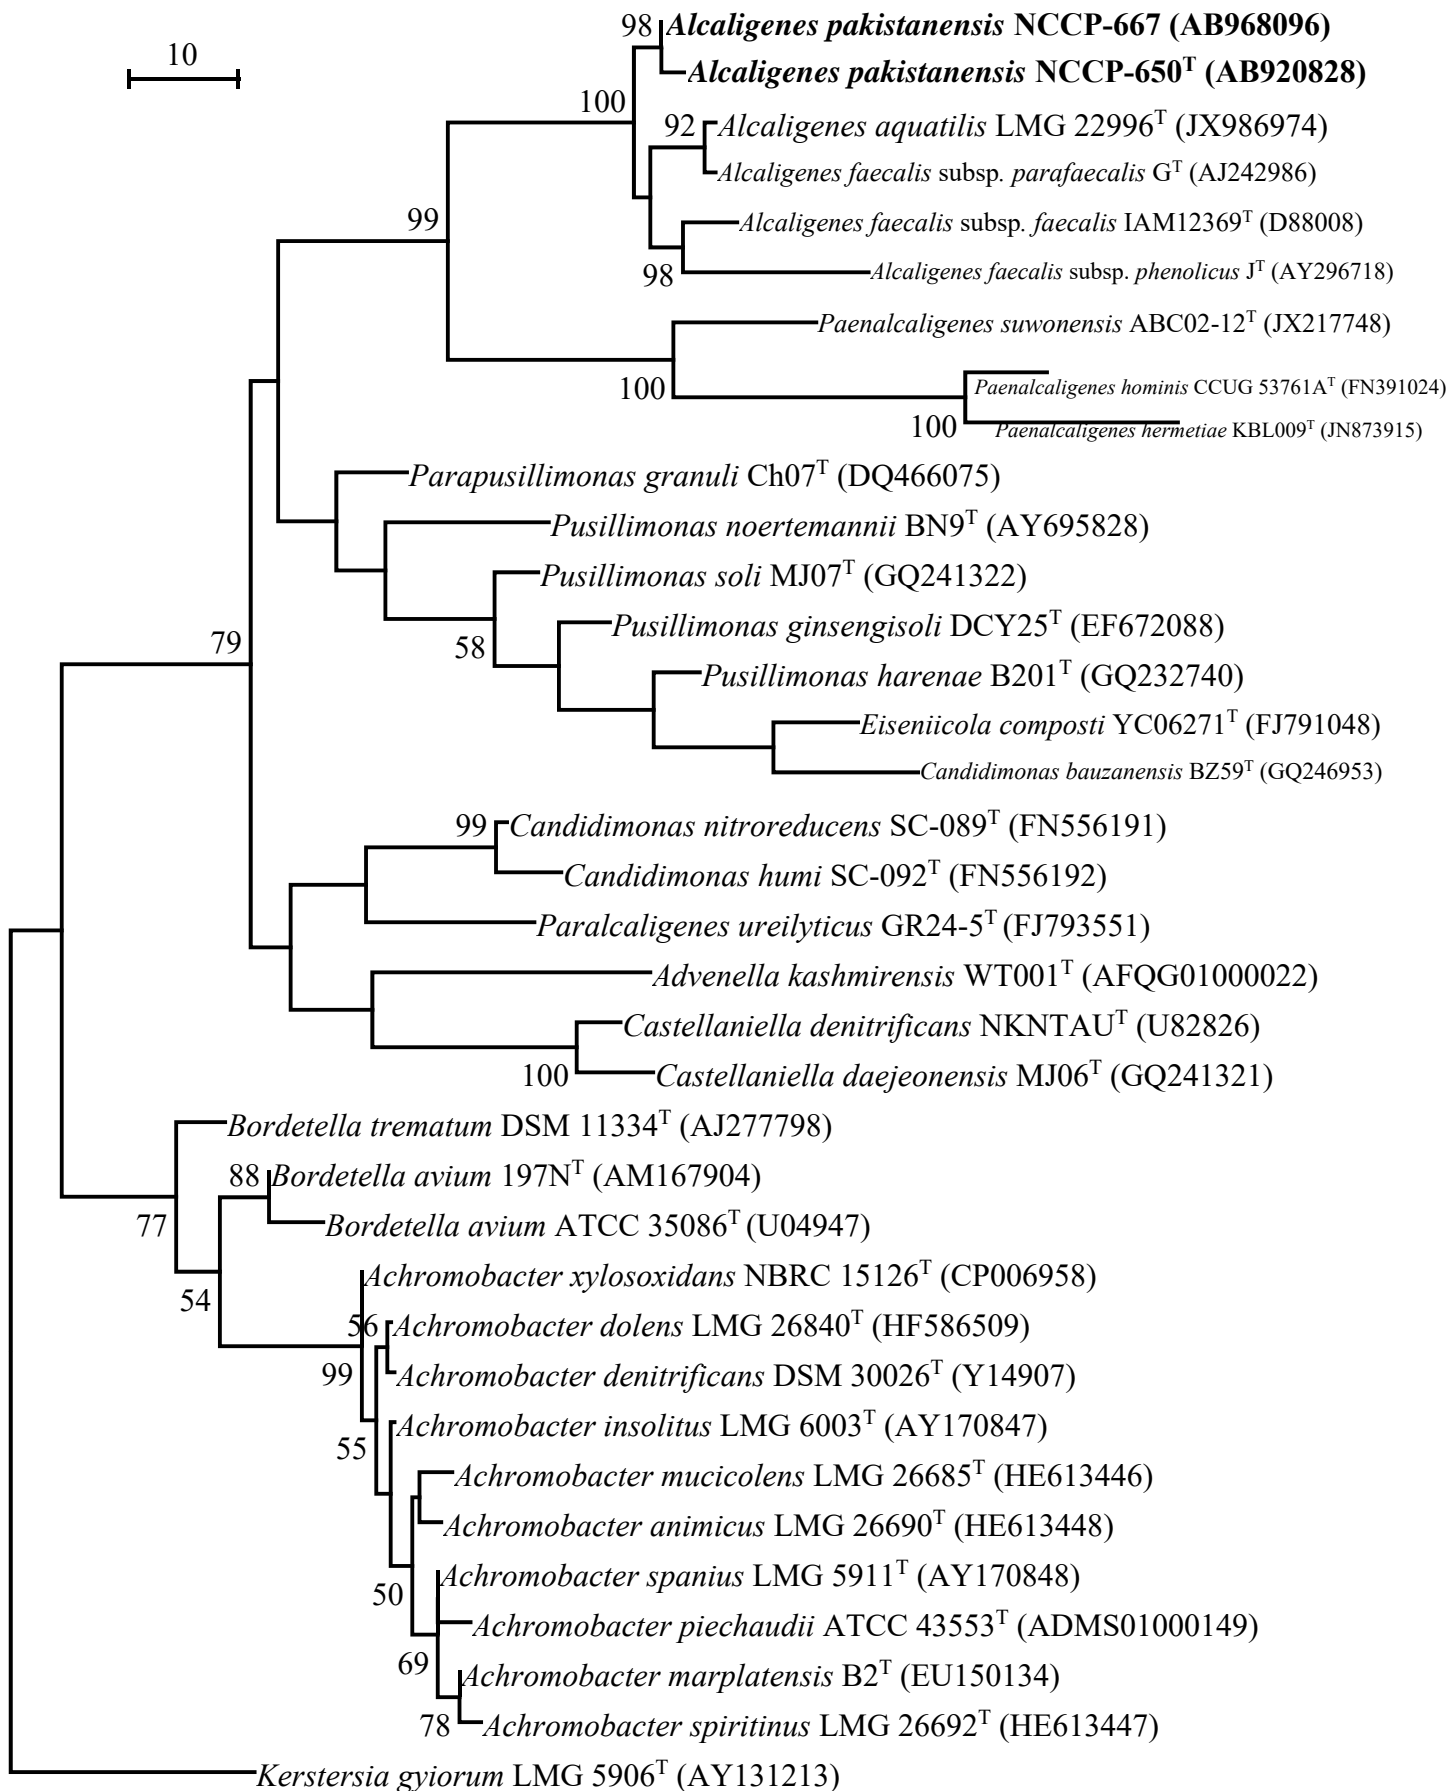 98 Alcaligenes pakistanensis NCCP-667 (AB968096)
10
Alcaligenes pakistanensis NCCP-650ᵀ (AB920828)
100
92 Alcaligenes aquatilis LMG 22996ᵀ (JX986974)
Alcaligenes faecalis subsp. parafaecalis Gᵀ (AJ242986)
99
Alcaligenes faecalis subsp. faecalis IAM12369ᵀ (D88008)
98
Alcaligenes faecalis subsp. phenolicus Jᵀ (AY296718)
Paenalcaligenes suwonensis ABC02-12ᵀ (JX217748)
100
Paenalcaligenes hominis CCUG 53761Aᵀ (FN391024)
100
Paenalcaligenes hermetiae KBL009ᵀ (JN873915)
Parapusillimonas granuli Ch07ᵀ (DQ466075)
Pusillimonas noertemannii BN9ᵀ (AY695828)
Pusillimonas soli MJ07ᵀ (GQ241322)
79
58
Pusillimonas ginsengisoli DCY25ᵀ (EF672088)
Pusillimonas harenae B201ᵀ (GQ232740)
Eiseniicola composti YC06271ᵀ (FJ791048)
Candidimonas bauzanensis BZ59ᵀ (GQ246953)
99 Candidimonas nitroreducens SC-089ᵀ (FN556191)
Candidimonas humi SC-092ᵀ (FN556192)
Paralcaligenes ureilyticus GR24-5ᵀ (FJ793551)
Advenella kashmirensis WT001ᵀ (AFQG01000022)
Castellaniella denitrificans NKNTAUᵀ (U82826)
100
Castellaniella daejeonensis MJ06ᵀ (GQ241321)
Bordetella trematum DSM 11334ᵀ (AJ277798)
88 Bordetella avium 197Nᵀ (AM167904)
77
Bordetella avium ATCC 35086ᵀ (U04947)
54
Achromobacter xylosoxidans NBRC 15126ᵀ (CP006958)
56 Achromobacter dolens LMG 26840ᵀ (HF586509)
99
Achromobacter denitrificans DSM 30026ᵀ (Y14907)
55
Achromobacter insolitus LMG 6003ᵀ (AY170847)
Achromobacter mucicolens LMG 26685ᵀ (HE613446)
Achromobacter animicus LMG 26690ᵀ (HE613448)
50
Achromobacter spanius LMG 5911ᵀ (AY170848)
Achromobacter piechaudii ATCC 43553ᵀ (ADMS01000149)
69
Achromobacter marplatensis B2ᵀ (EU150134)
78
Achromobacter spiritinus LMG 26692ᵀ (HE613447)
Kerstersia gyiorum LMG 5906ᵀ (AY131213)